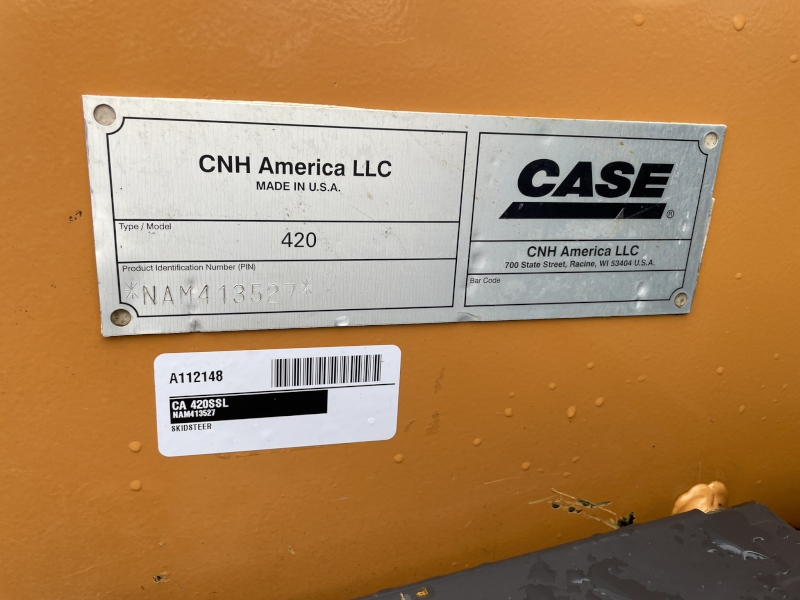 CNH America LLC
MADE IN U.S.A.
Type / Model
420
Product Identification Number (PIN)
*NAM413527*
CASE®
CNH America LLC
700 State Street, Racine, WI 53404 U.S.A.
Bar Code
A112148
CA 420SSL
NAM413527
SKIDSTEER